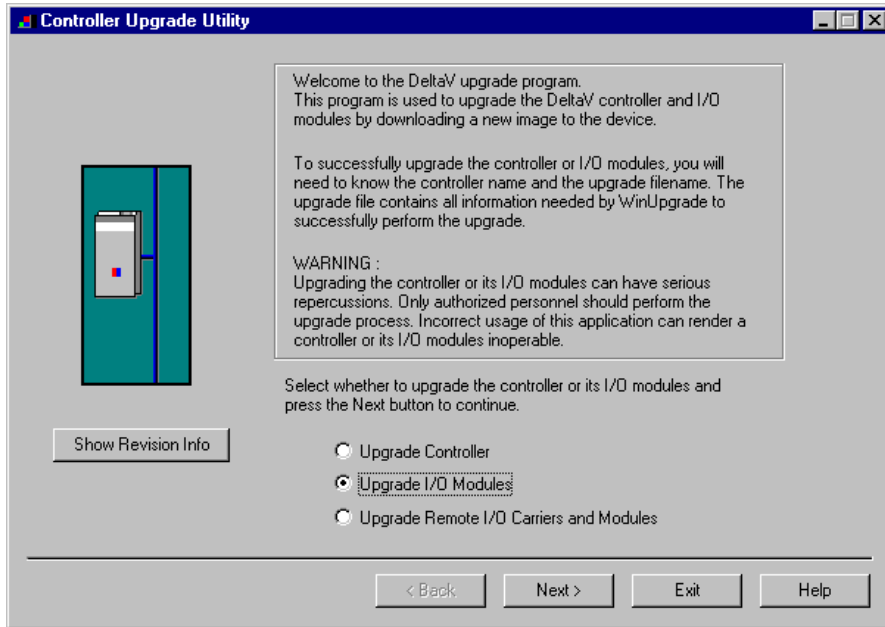 Controller Upgrade Utility
Welcome to the DeltaV upgrade program.
This program is used to upgrade the DeltaV controller and I/O
modules by downloading a new image to the device.
To successfully upgrade the controller or I/O modules, you will
need to know the controller name and the upgrade filename. The
upgrade file contains all information needed by WinUpgrade to
successfully perform the upgrade.
WARNING :
Upgrading the controller or its I/O modules can have serious
repercussions. Only authorized personnel should perform the
upgrade process. Incorrect usage of this application can render a
controller or its I/O modules inoperable.
Select whether to upgrade the controller or its I/O modules and
press the Next button to continue.
Show Revision Info
Upgrade Controller
Upgrade I/O Modules
Upgrade Remote I/O Carriers and Modules
< Back
Next >
Exit
Help